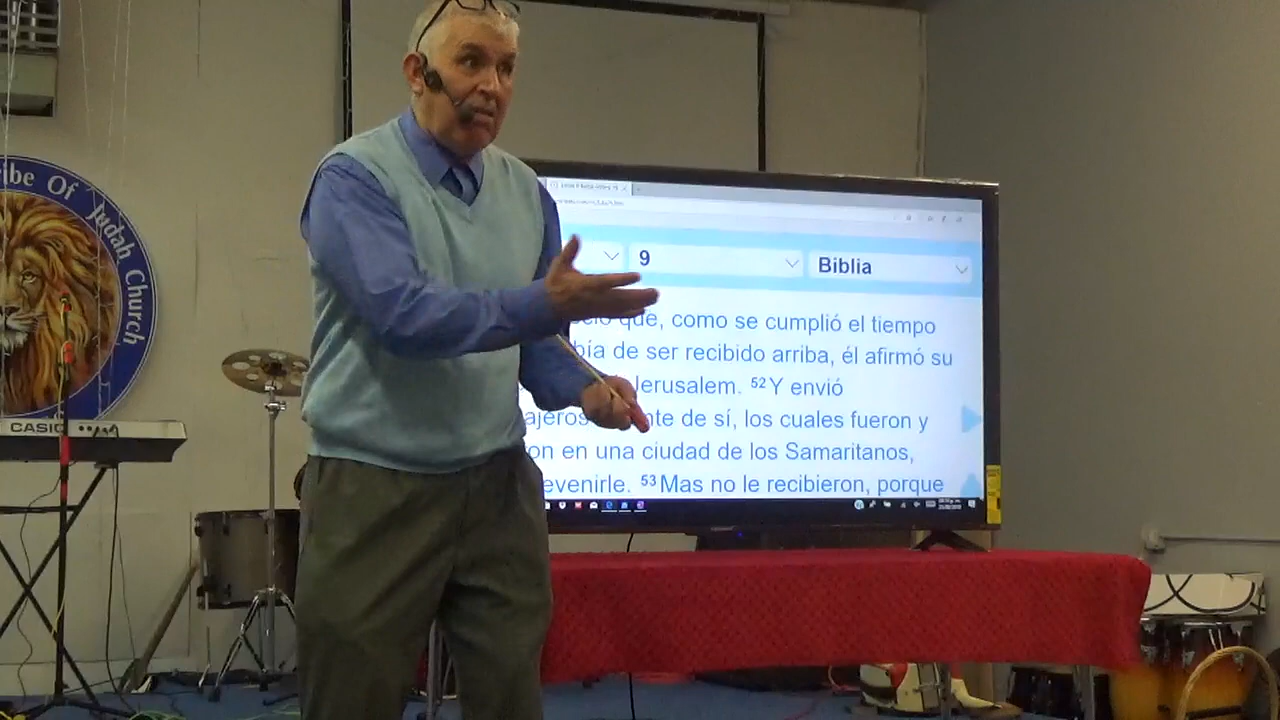 ibe Of Judah Church
CASIO
9
Biblia
que, como se cumplió el tiempo
bía de ser recibido arriba, él afirmó su
Jerusalem. 52 Y envió
ajeros nte de sí, los cuales fueron y
on en una ciudad de los Samaritanos,
evenirle. 53 Mas no le recibieron, porque